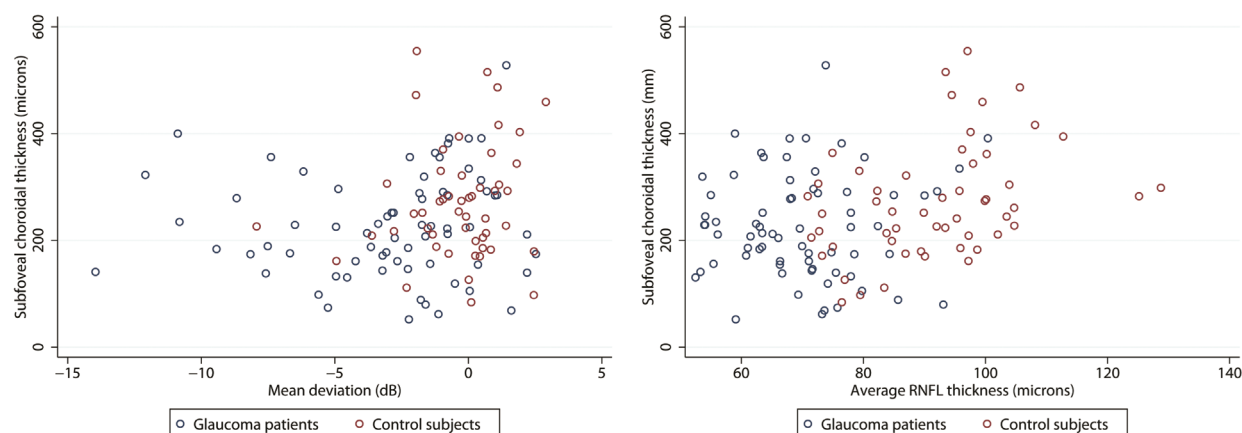 Subfoveal choroidal thickness (microns)
600
400
200
0
−15
−10
−5
0
5
Mean deviation (dB)
Glaucoma patients
Control subjects
Subfoveal choroidal thickness (mm)
600
400
200
0
60
80
100
120
140
Average RNFL thickness (microns)
Glaucoma patients
Control subjects